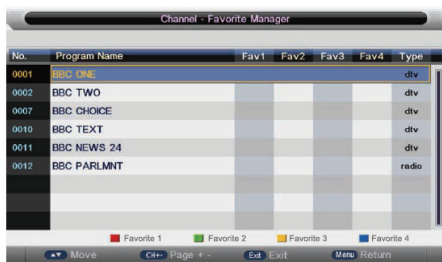 Channel - Favorite Manager
No. Program Name Fav1 Fav2 Fav3 Fav4 Type
0001 BBC ONE dtv
0002 BBC TWO dtv
0007 BBC CHOICE dtv
0010 BBC TEXT dtv
0011 BBC NEWS 24 dtv
0012 BBC PARLMNT radio
Favorite 1 Favorite 2 Favorite 3 Favorite 4
Move CH+- Page + - Exit Exit Menu Return